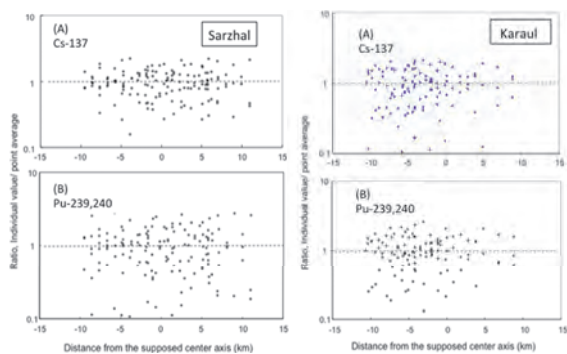 (A)
Cs-137
Sarzhal
10
1
0.1
-15 -10 -5 0 5 10 15
(B)
Pu-239,240
10
1
0.1
-15 -10 -5 0 5 10 15
Ratio, Individual value/ point average
Distance from the supposed center axis (km)
(A)
Cs-137
Karaul
10
1
0.1
-15 -10 -5 0 5 10 15
(B)
Pu-239,240
10
1
0.1
-15 -10 -5 0 5 10 15
Ratio, Individual value/ point average
Distance from the supposed center axis (km)